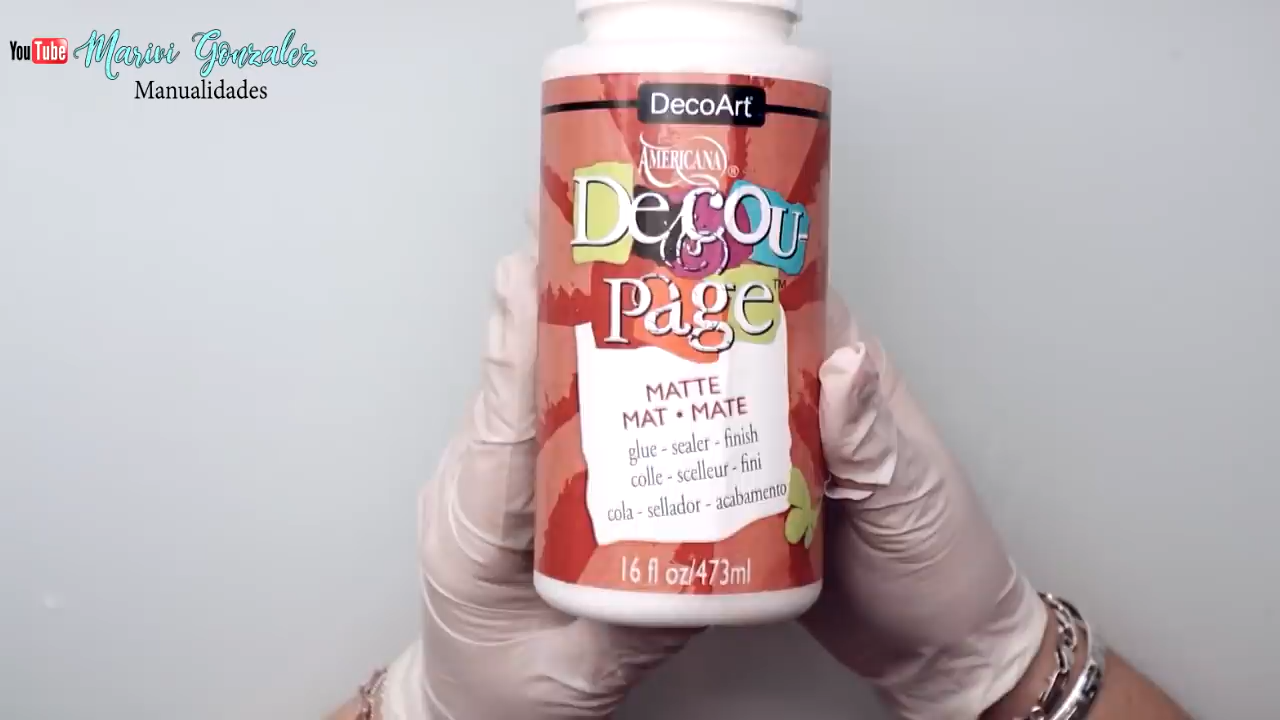 YouTube Marivi Gonzalez
Manualidades
DecoArt
AMERICANA®
Decou-
Page™
MATTE
MAT • MATE
glue - sealer - finish
colle - scelleur - fini
cola - sellador - acabamento
16 fl oz/473ml